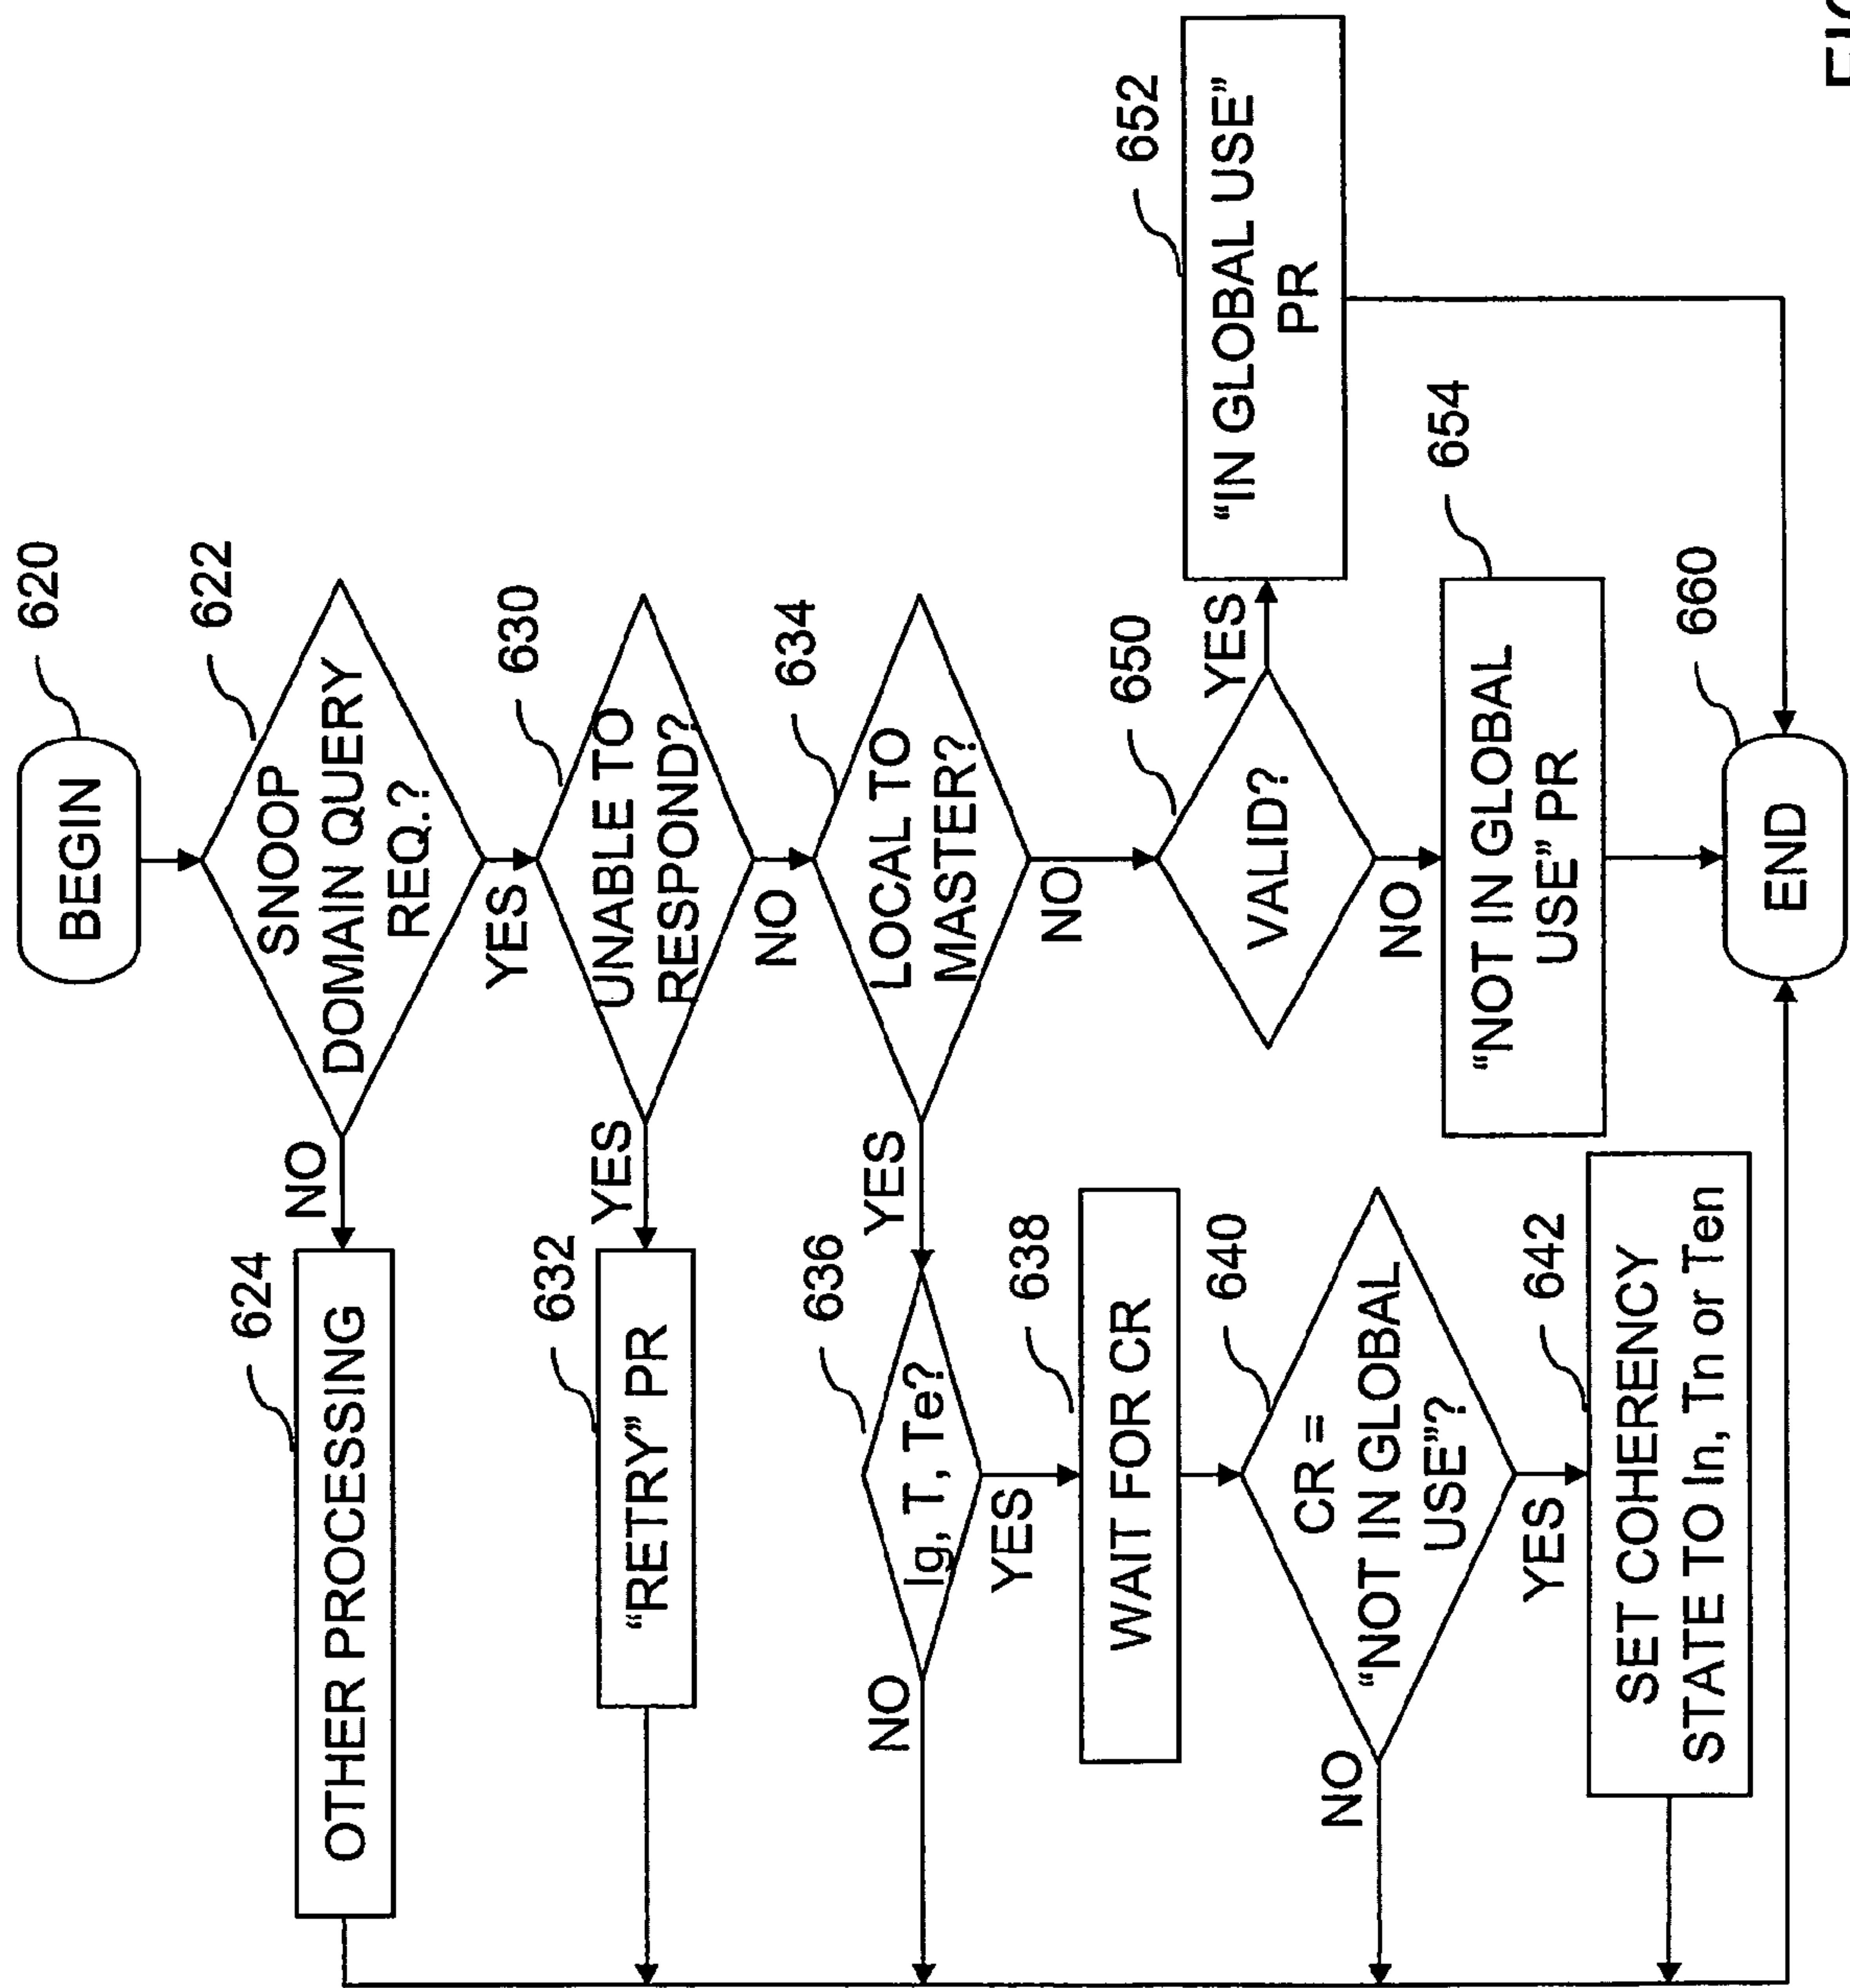 BEGIN
620
SNOOP
DOMAIN QUERY
REQ.?
622
NO
YES
OTHER PROCESSING
624
UNABLE TO
RESPOND?
630
YES
NO
"RETRY" PR
632
LOCAL TO
MASTER?
634
YES
NO
Ig, T, Te?
636
NO
YES
WAIT FOR CR
638
CR =
"NOT IN GLOBAL
USE"?
640
NO
YES
SET COHERENCY
STATE TO In, Tn or Ten
642
VALID?
650
YES
NO
"IN GLOBAL USE"
PR
652
"NOT IN GLOBAL
USE" PR
654
END
660